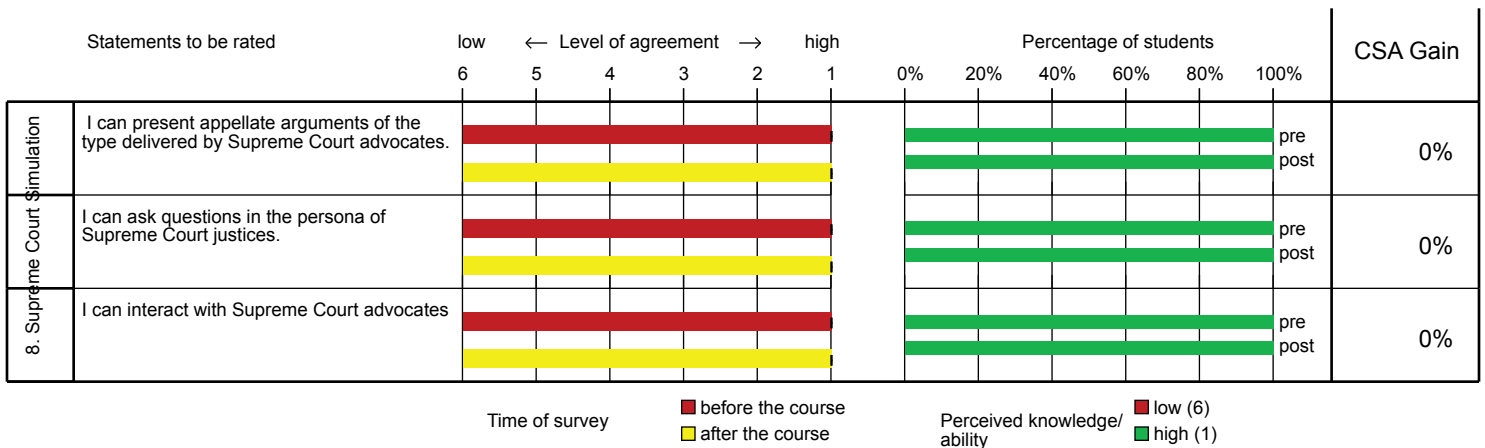 Statements to be rated low ← Level of agreement → high Percentage of students CSA Gain
6 5 4 3 2 1 0% 20% 40% 60% 80% 100%
8. Supreme Court Simulation
I can present appellate arguments of the
type delivered by Supreme Court advocates.
pre
post
0%
I can ask questions in the persona of
Supreme Court justices.
pre
post
0%
I can interact with Supreme Court advocates
pre
post
0%
Time of survey
before the course
after the course
Perceived knowledge/
ability
low (6)
high (1)